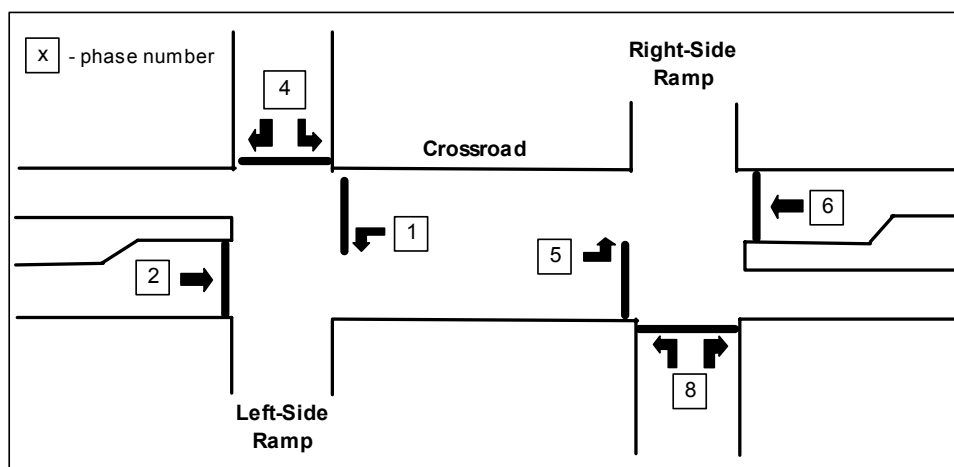 x - phase number
Right-Side
Ramp
4
Crossroad
1
6
5
2
8
Left-Side
Ramp